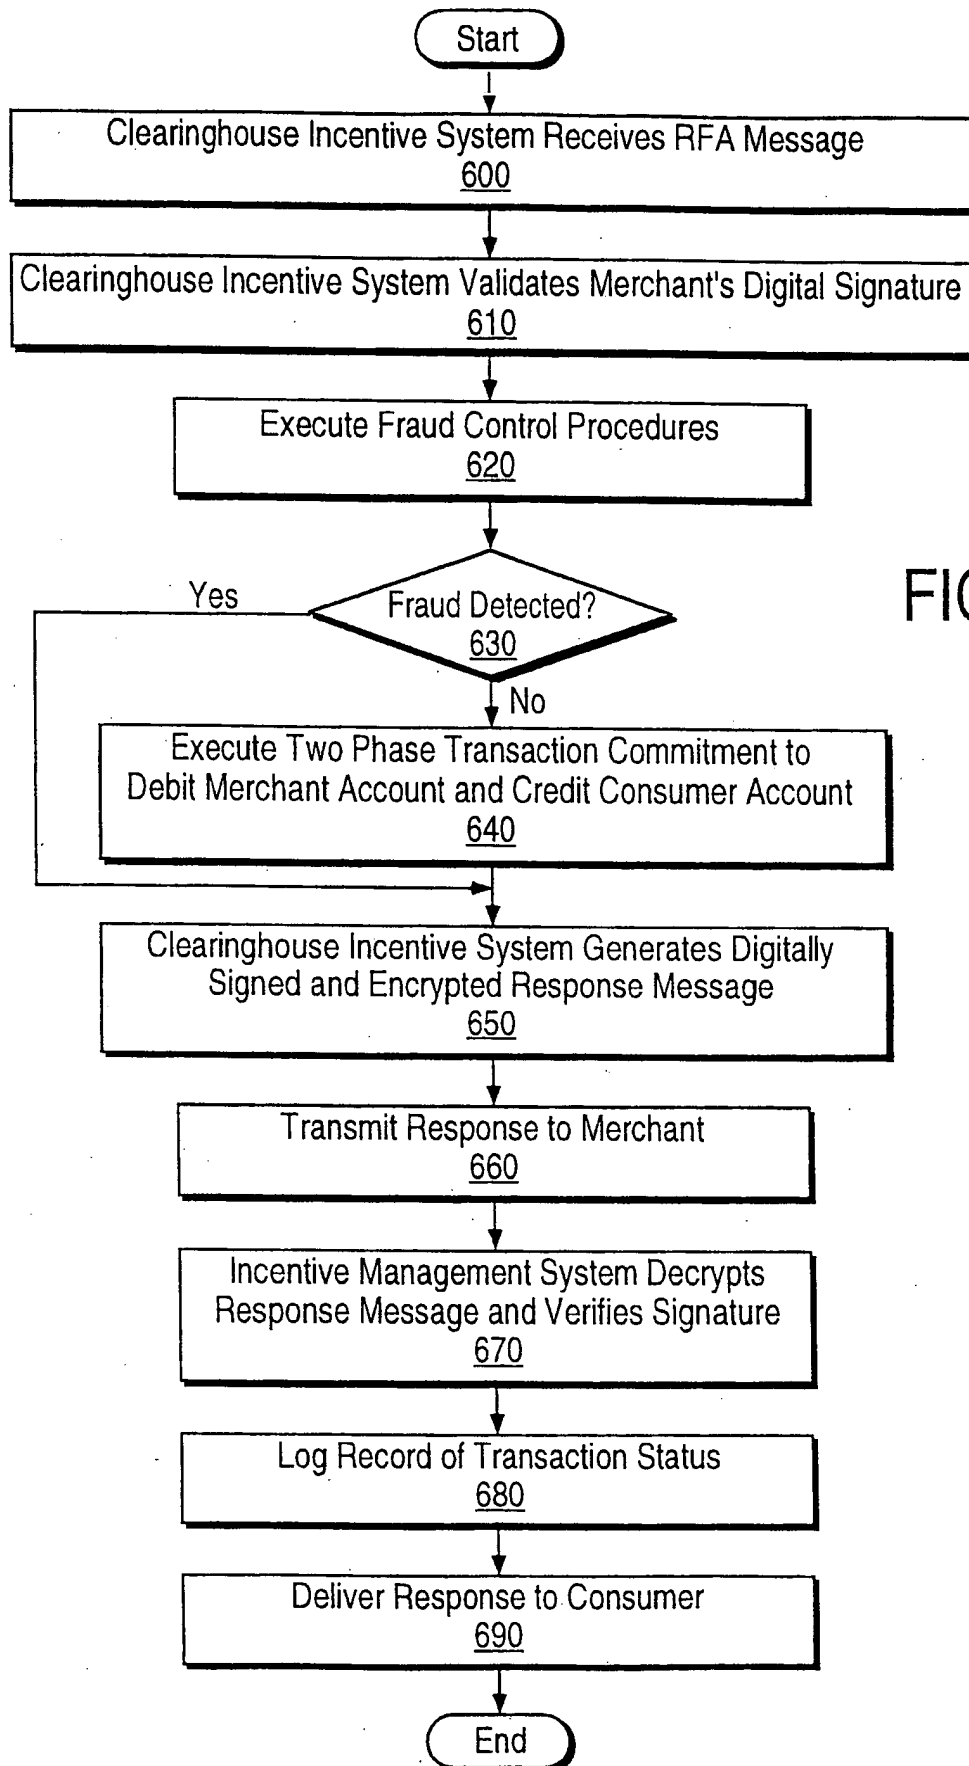 Start
Clearinghouse Incentive System Receives RFA Message
600
Clearinghouse Incentive System Validates Merchant's Digital Signature
610
Execute Fraud Control Procedures
620
Yes
Fraud Detected?
630
FIG
No
Execute Two Phase Transaction Commitment to
Debit Merchant Account and Credit Consumer Account
640
Clearinghouse Incentive System Generates Digitally
Signed and Encrypted Response Message
650
Transmit Response to Merchant
660
Incentive Management System Decrypts
Response Message and Verifies Signature
670
Log Record of Transaction Status
680
Deliver Response to Consumer
690
End